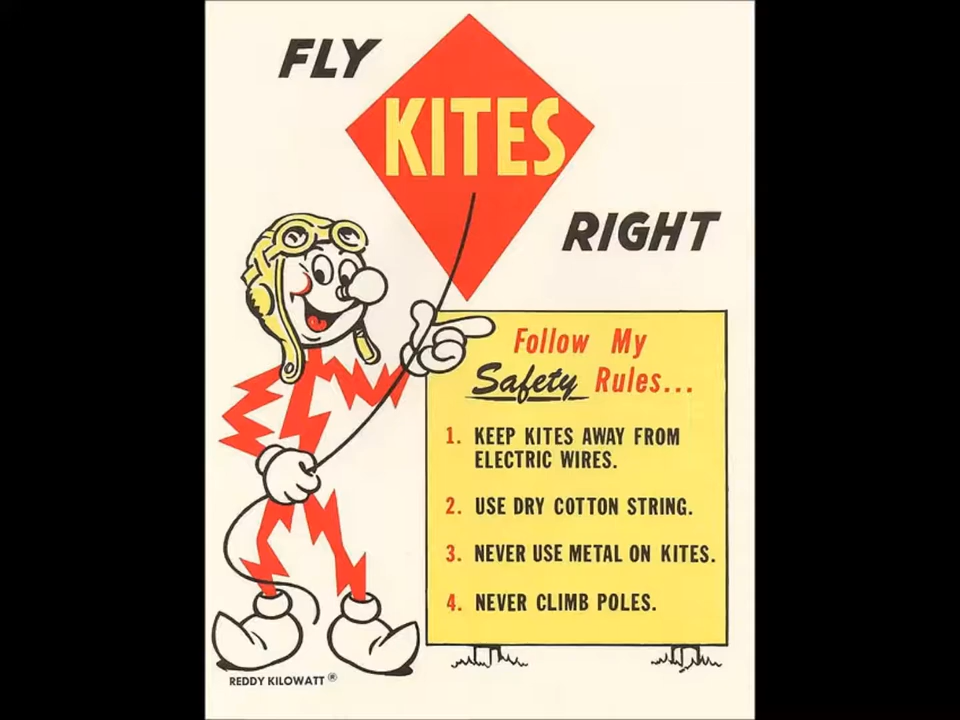 FLY
KITES
RIGHT
Follow My
Safety Rules...
1. KEEP KITES AWAY FROM
ELECTRIC WIRES.
2. USE DRY COTTON STRING.
3. NEVER USE METAL ON KITES.
4. NEVER CLIMB POLES.
REDDY KILOWATT ®